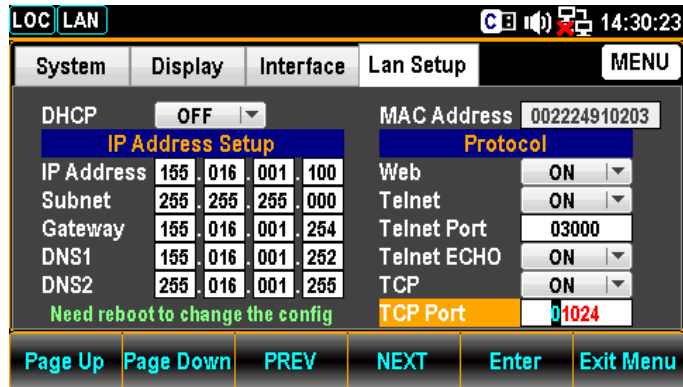 LOC LAN C 14:30:23
System Display Interface Lan Setup MENU
DHCP OFF MAC Address 002224910203
IP Address Setup Protocol
IP Address 155 . 016 . 001 . 100 Web ON
Subnet 255 . 255 . 255 . 000 Telnet ON
Gateway 155 . 016 . 001 . 254 Telnet Port 03000
DNS1 155 . 016 . 001 . 252 Telnet ECHO ON
DNS2 255 . 016 . 001 . 255 TCP ON
Need reboot to change the config TCP Port 01024
Page Up Page Down PREV NEXT Enter Exit Menu